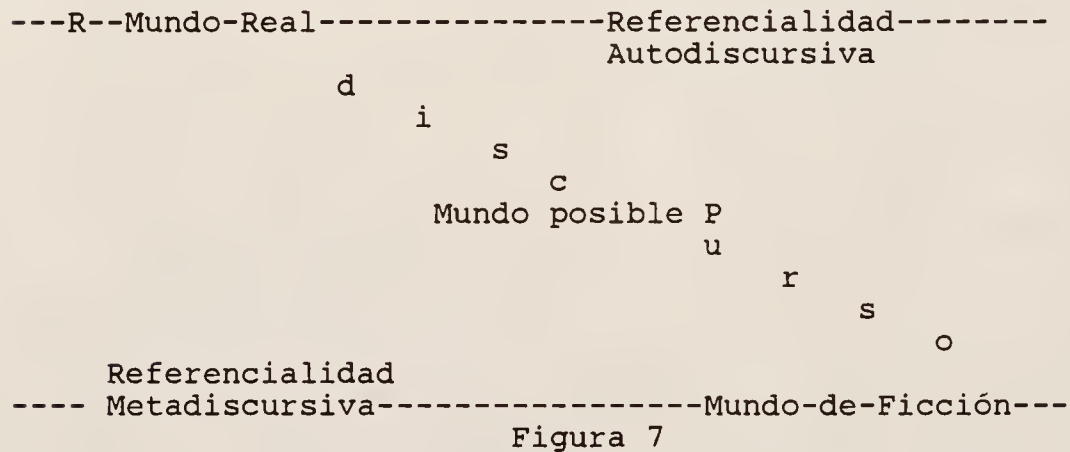 ---R--Mundo-Real----------------Referencialidad--------
Autodiscursiva
d
i
s
c
Mundo posible P
u
r
s
o
Referencialidad
---- Metadiscursiva------------------Mundo-de-Ficción---
Figura 7